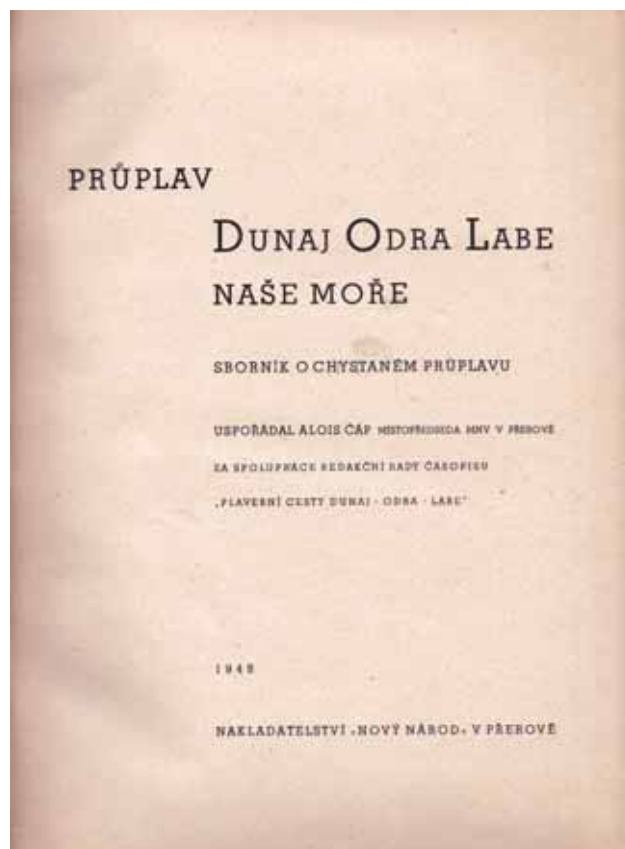 PRŮPLAV
DUNAJ ODRA LABE
NAŠE MOŘE
SBORNÍK O CHYSTANÉM PRŮPLAVU
USPOŘÁDAL ALOIS ČÁP MÍSTOPŘEDSEDA MNV V PŘEROVĚ
ZA SPOLUPRÁCE REDAKČNÍ RADY ČASOPISU
„PLAVEBNÍ CESTY DUNAJ - ODRA - LABE"
NAKLADATELSTVÍ »NOVÝ NÁROD« V PŘEROVĚ